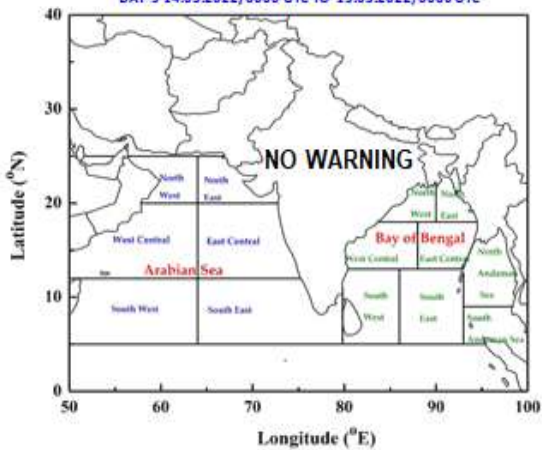 40
30
20
10
0
50
60
70
80
90
100
Latitude (°N)
Longitude (°E)
NO WARNING
North
West
North
East
West Central
East Central
Arabian Sea
South West
South East
North
West
North
East
Bay of Bengal
West Central
East Central
North
Andaman
Sea
South
West
South
East
South
Andaman Sea